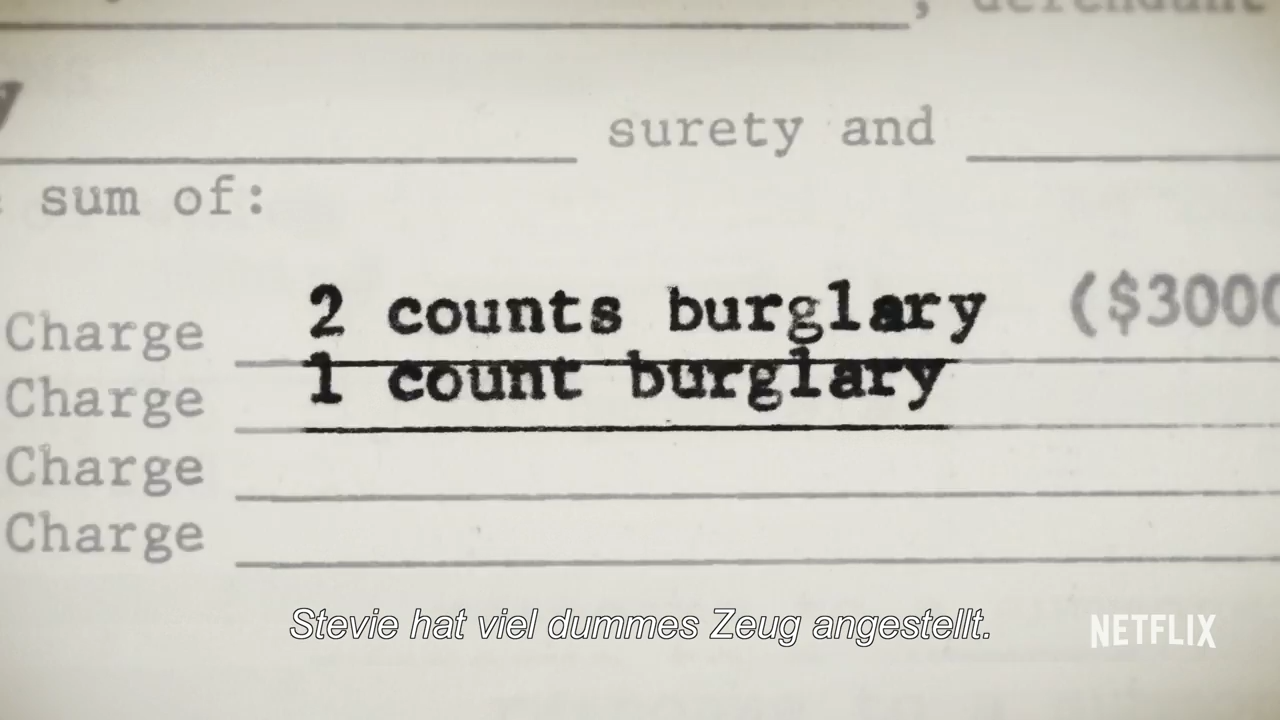 , defendant
surety and
sum of:
Charge 2 counts burglary ($3000
Charge 1 count burglary
Charge
Charge
Stevie hat viel dummes Zeug angestellt.
NETFLIX